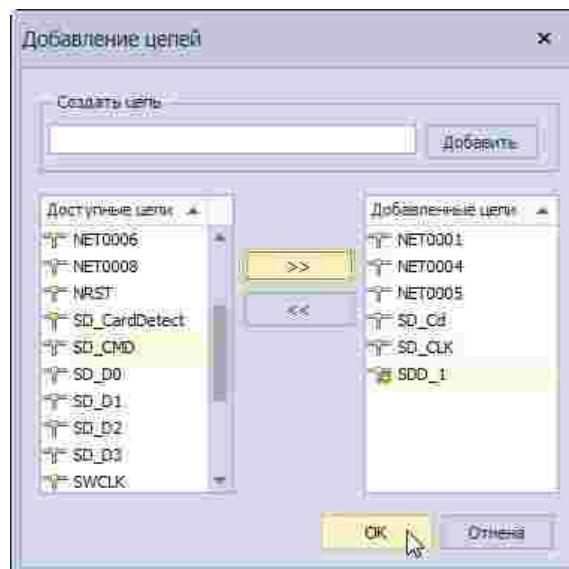 Добавление цепей
Создать цепь
Добавить
Доступные цепи
NET0006
NET0008
NRST
SD_CardDetect
SD_CMD
SD_D0
SD_D1
SD_D2
SD_D3
SWCLK
>>
<<
Добавленные цепи
NET0001
NET0004
NET0005
SD_Cd
SD_CLK
SDD_1
OK
Отмена